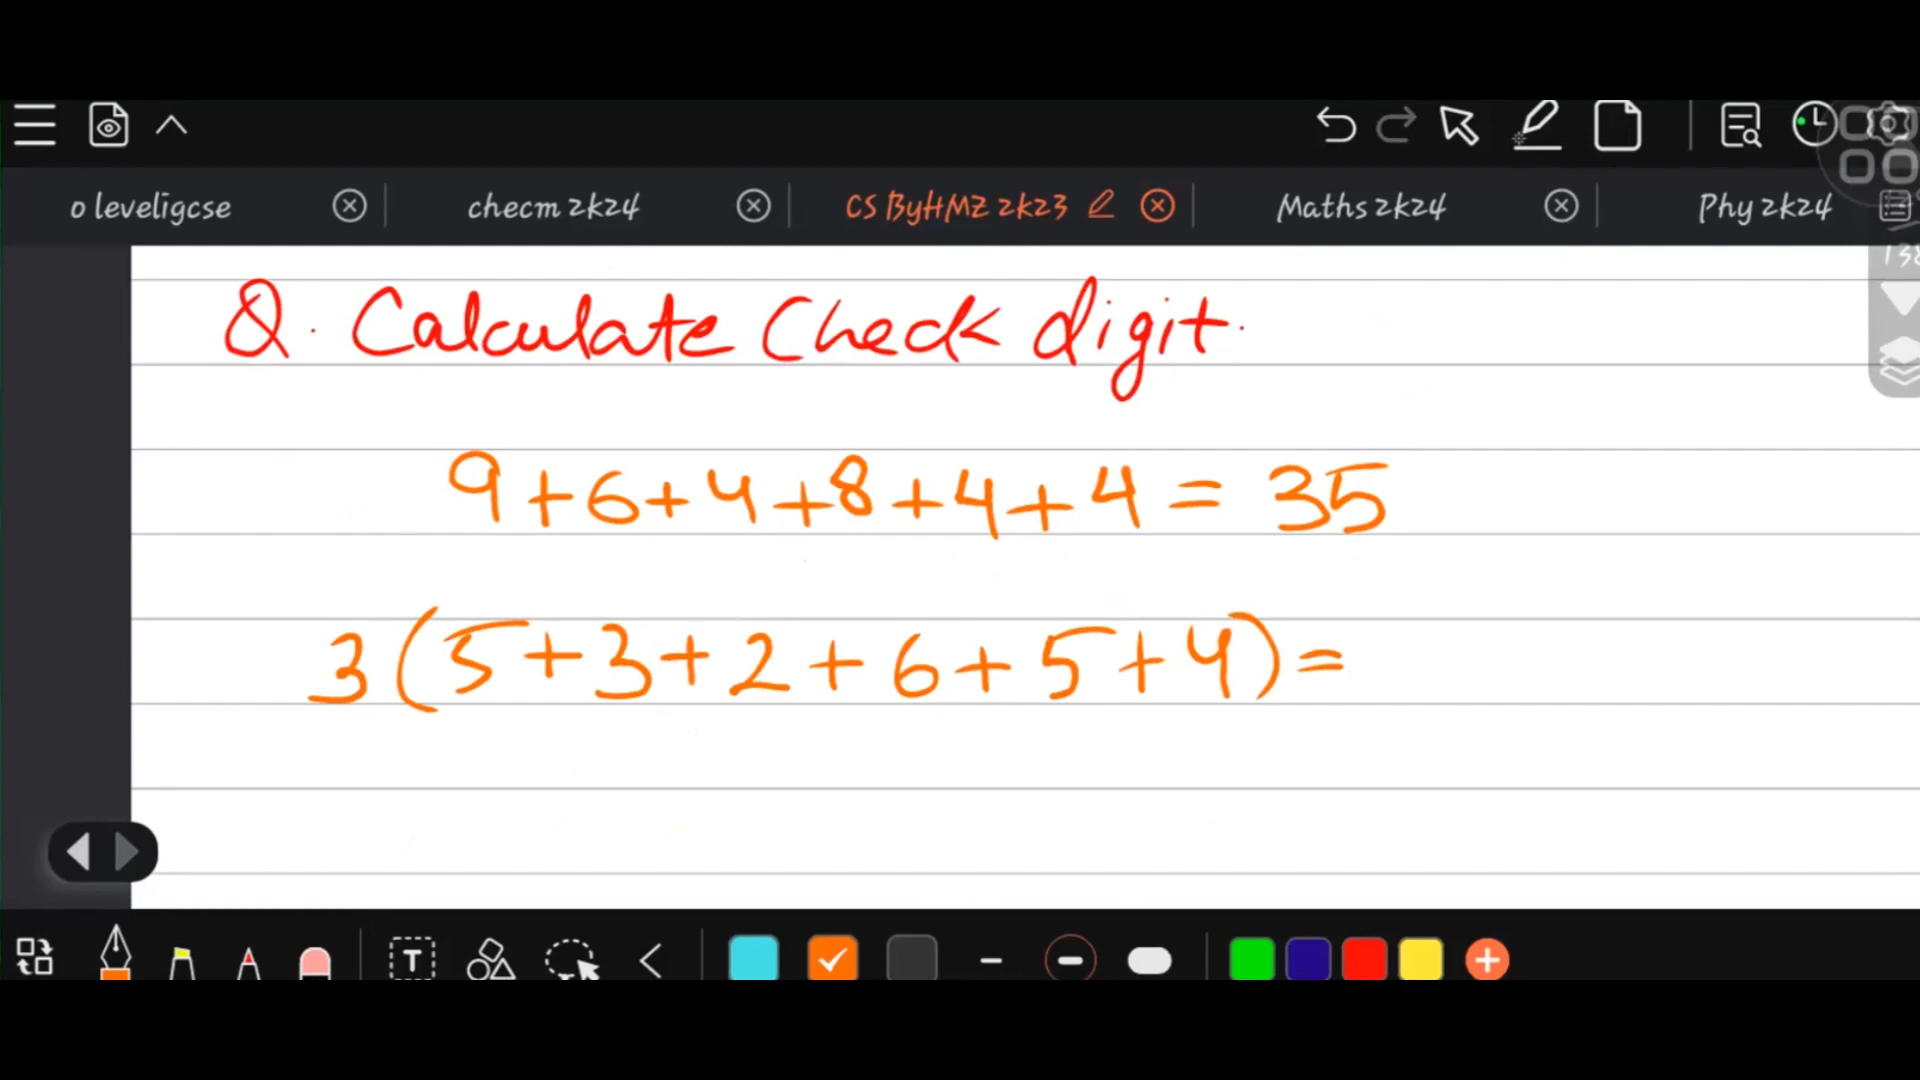 o leveligcse checm 2k24 CS ByHMZ 2k23 Maths 2k24 Phy 2k24
Q. Calculate Check digit.
9+6+4+8+4+4 = 35
3(5+3+2+6+5+4)=
T